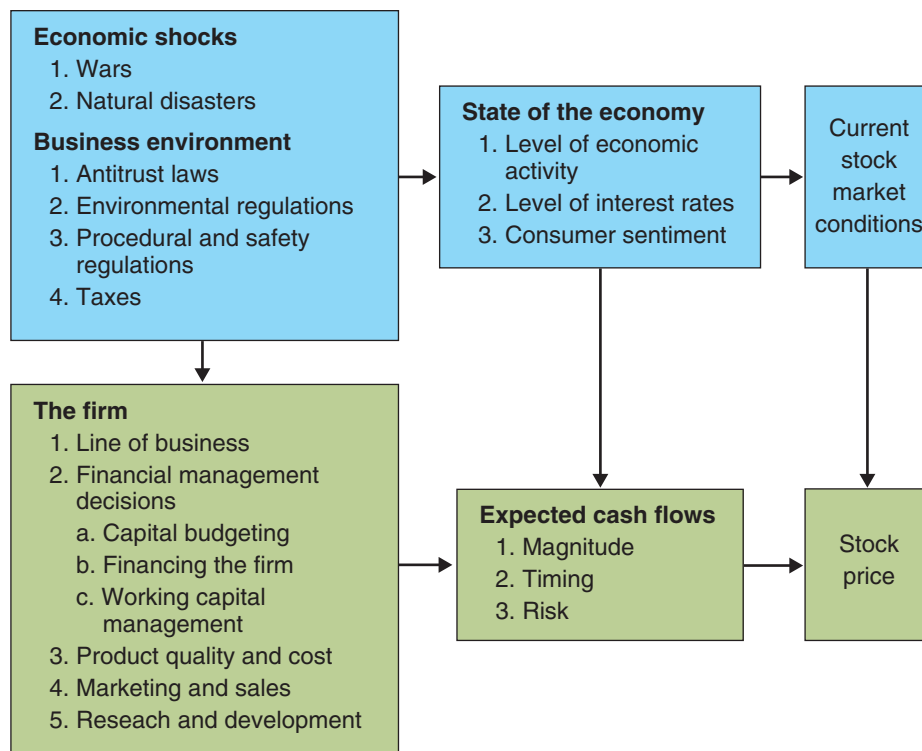 Economic shocks
1. Wars
2. Natural disasters
Business environment
1. Antitrust laws
2. Environmental regulations
3. Procedural and safety
regulations
4. Taxes
State of the economy
1. Level of economic
activity
2. Level of interest rates
3. Consumer sentiment
Current
stock
market
conditions
The firm
1. Line of business
2. Financial management
decisions
a. Capital budgeting
b. Financing the firm
c. Working capital
management
3. Product quality and cost
4. Marketing and sales
5. Reseach and development
Expected cash flows
1. Magnitude
2. Timing
3. Risk
Stock
price